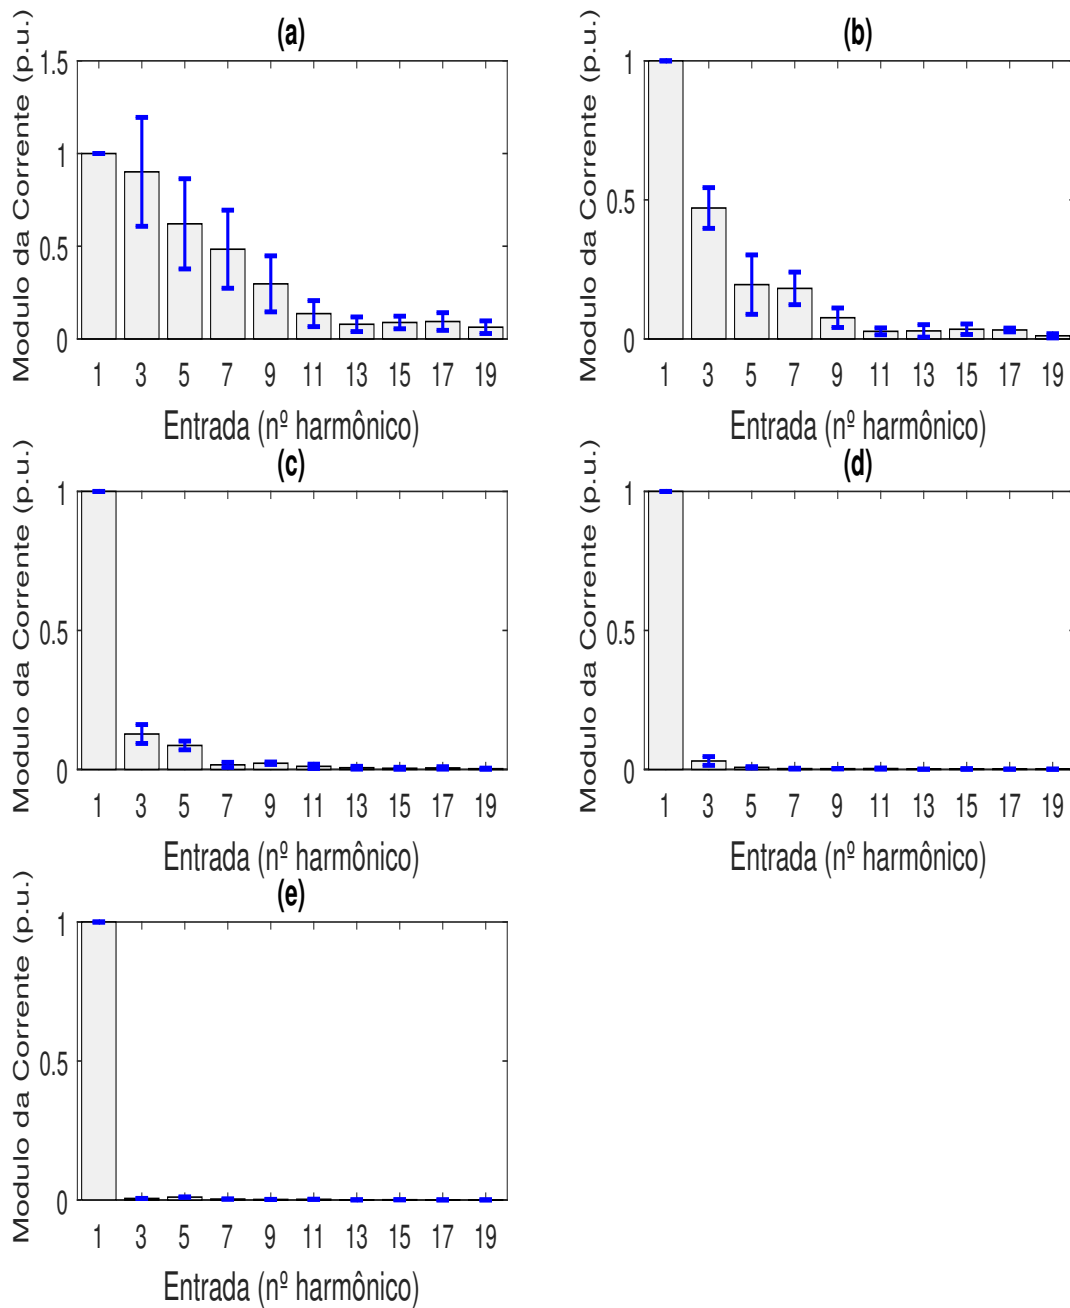 (a)
Modulo da Corrente (p.u.)
1.5
1
0.5
0
1 3 5 7 9 11 13 15 17 19
Entrada (nº harmônico)
(b)
Modulo da Corrente (p.u.)
1
0.5
0
1 3 5 7 9 11 13 15 17 19
Entrada (nº harmônico)
(c)
Modulo da Corrente (p.u.)
1
0.5
0
1 3 5 7 9 11 13 15 17 19
Entrada (nº harmônico)
(d)
Modulo da Corrente (p.u.)
1
0.5
0
1 3 5 7 9 11 13 15 17 19
Entrada (nº harmônico)
(e)
Modulo da Corrente (p.u.)
1
0.5
0
1 3 5 7 9 11 13 15 17 19
Entrada (nº harmônico)